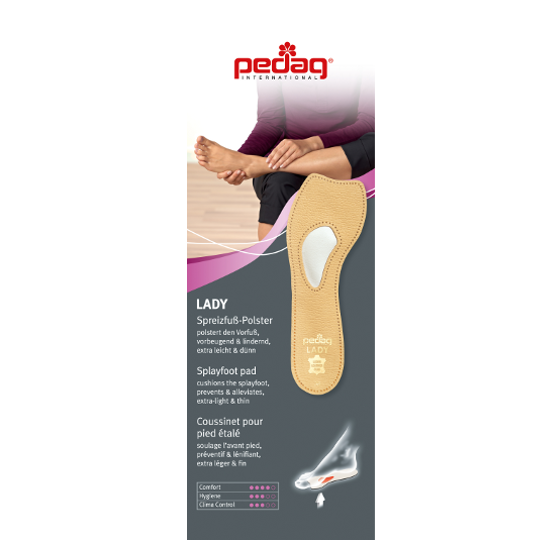 pedag®
INTERNATIONAL
LADY
Spreizfuß-Polster
polstert den Vorfuß,
vorbeugend & lindernd,
extra leicht & dünn
Splayfoot pad
cushions the splayfoot,
prevents & alleviates,
extra-light & thin
Coussinet pour
pied étalé
soulage l'avant pied,
préventif & lénifiant,
extra léger & fin
Comfort
Hygiene
Clima Control
pedag
LADY